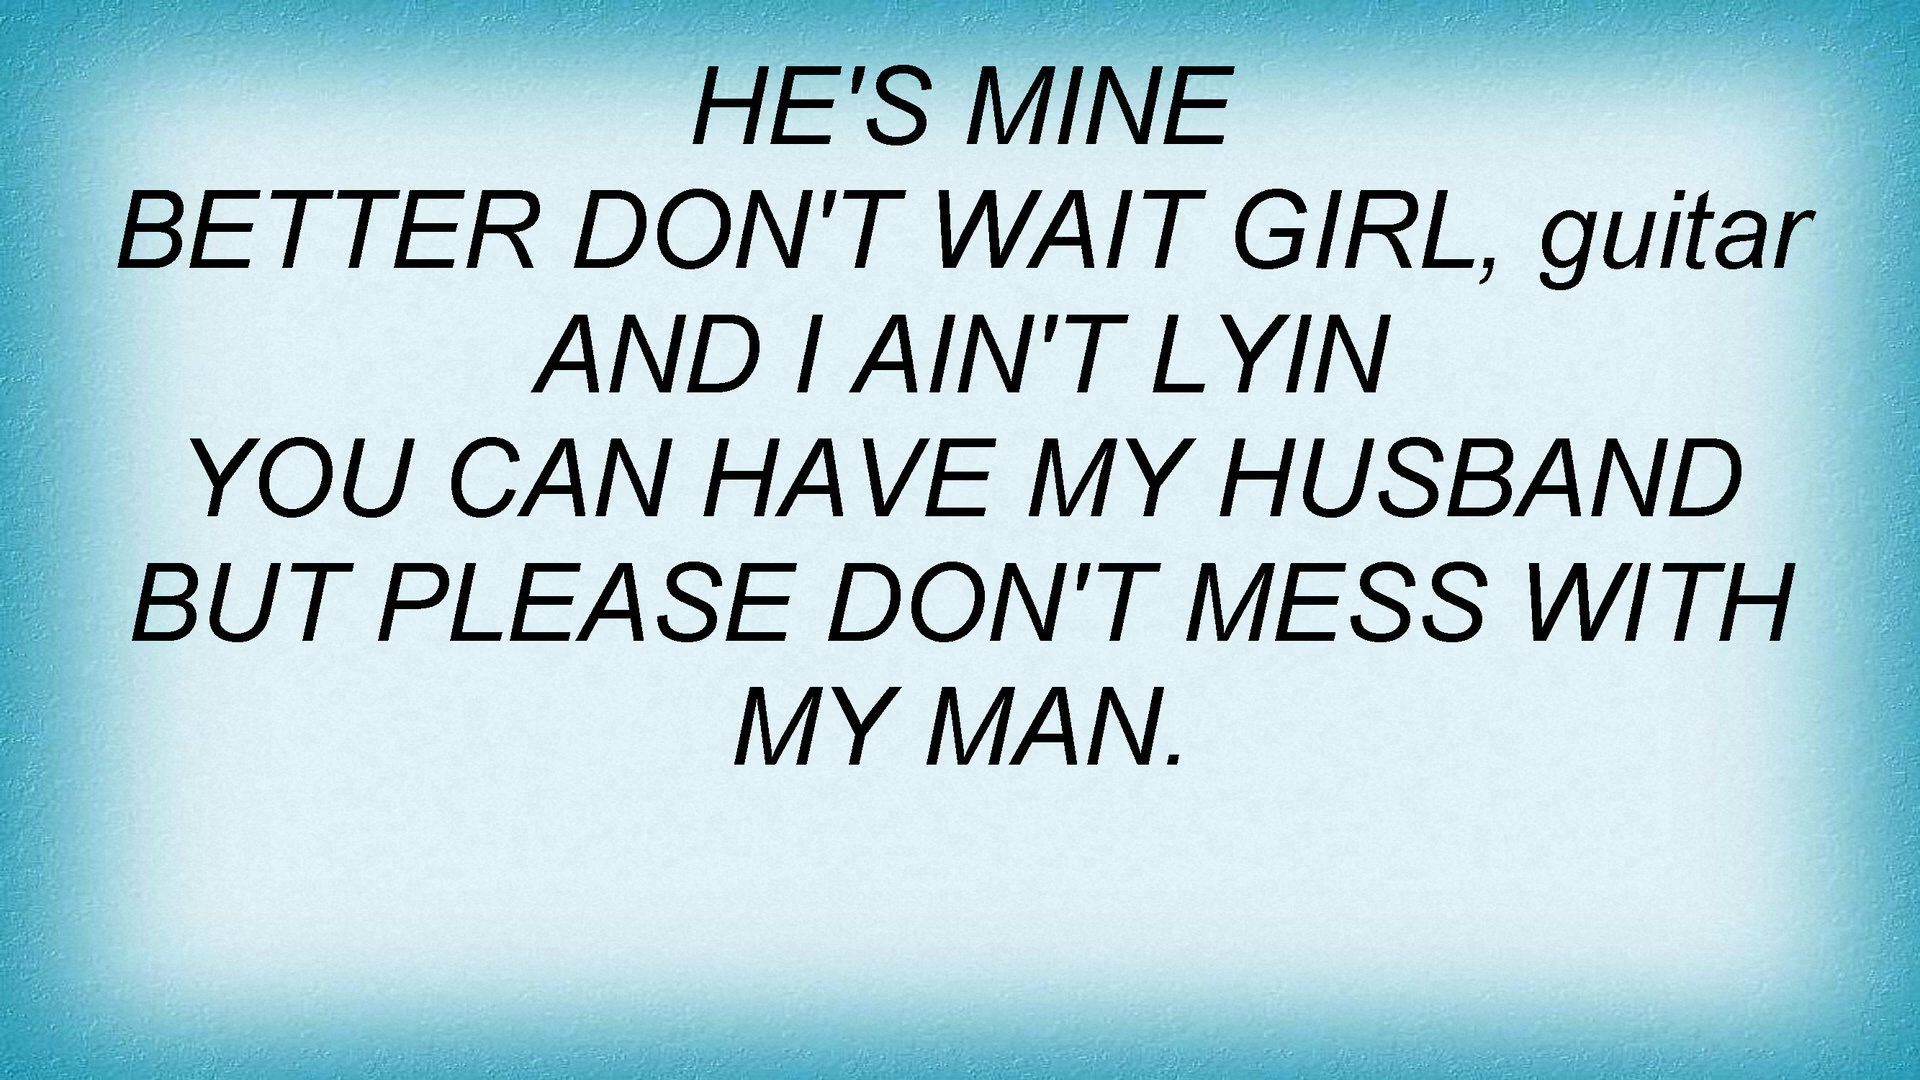 HE'S MINE
BETTER DON'T WAIT GIRL, guitar
AND I AIN'T LYIN
YOU CAN HAVE MY HUSBAND
BUT PLEASE DON'T MESS WITH
MY MAN.